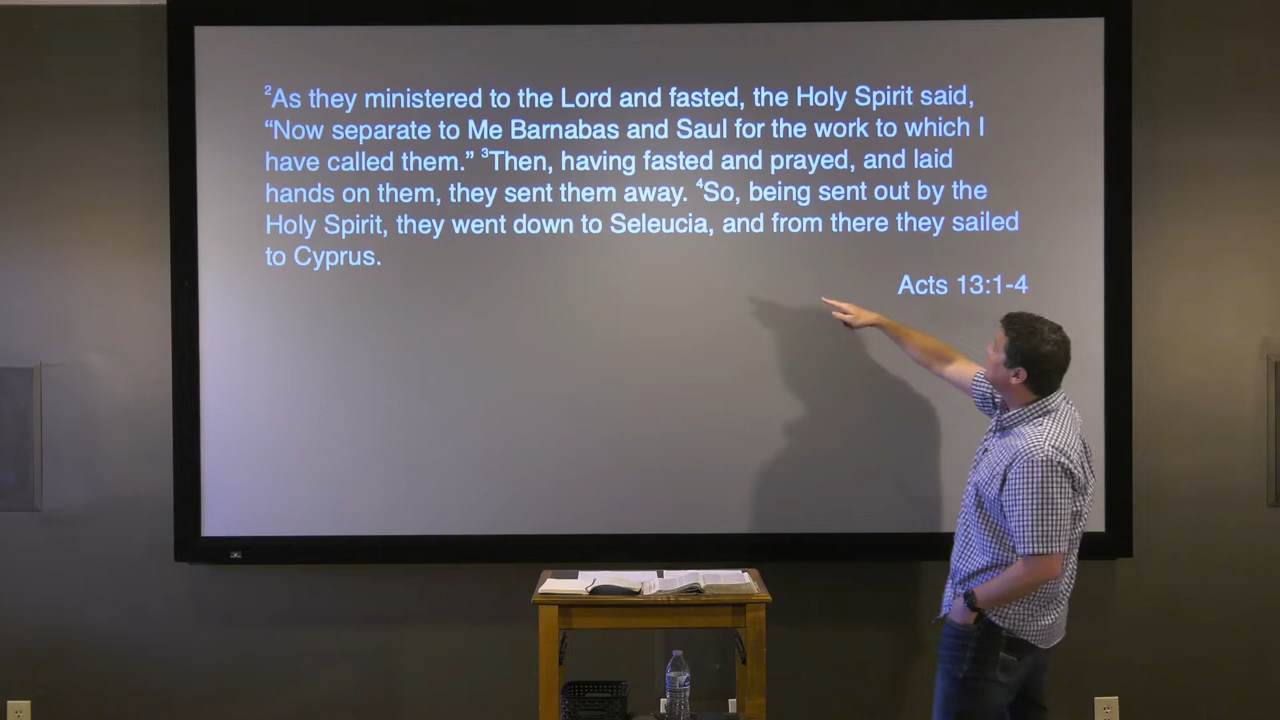 ²As they ministered to the Lord and fasted, the Holy Spirit said,
“Now separate to Me Barnabas and Saul for the work to which I
have called them.” ³Then, having fasted and prayed, and laid
hands on them, they sent them away. ⁴So, being sent out by the
Holy Spirit, they went down to Seleucia, and from there they sailed
to Cyprus.
Acts 13:1-4